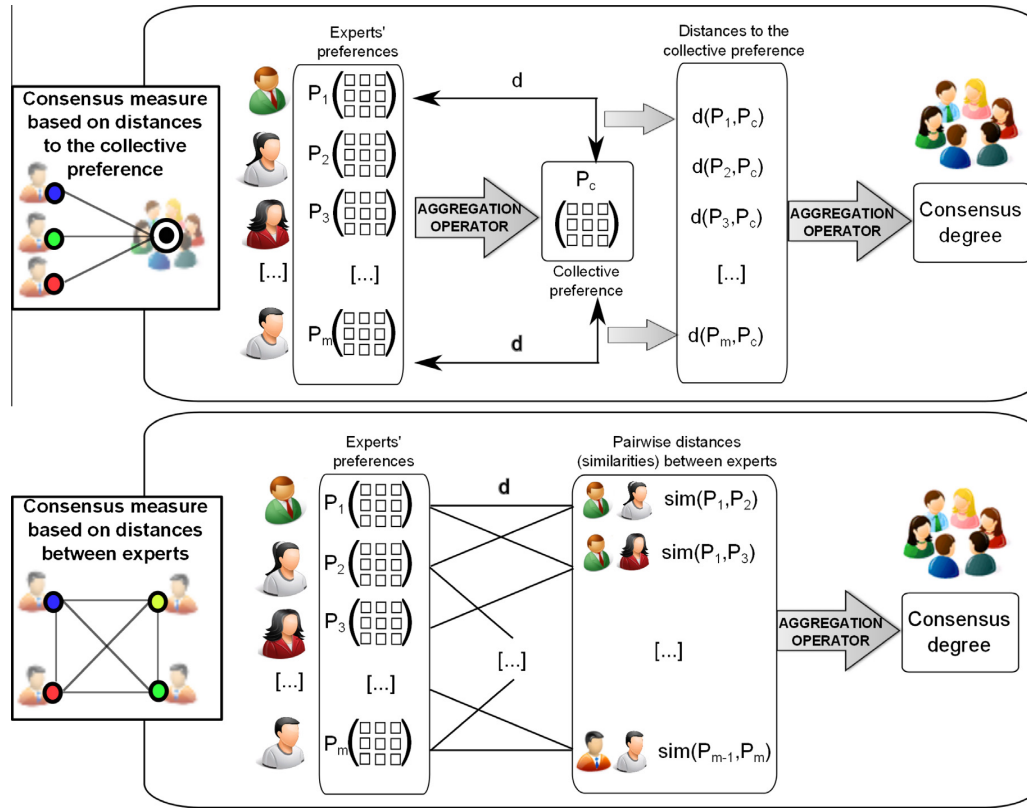 Experts'
preferences
Distances to the
collective preference
Consensus measure
based on distances
to the collective
preference
P1
P2
P3
[...] [...]
Pm
d
d
AGGREGATION
OPERATOR
Pc
Collective
preference
d(P1,Pc)
d(P2,Pc)
d(P3,Pc)
[...]
d(Pm,Pc)
AGGREGATION
OPERATOR
Consensus
degree
Experts'
preferences
Pairwise distances
(similarities) between experts
Consensus measure
based on distances
between experts
P1
P2
P3
[...] [...]
Pm
d
[...]
sim(P1,P2)
sim(P1,P3)
[...]
sim(Pm-1,Pm)
AGGREGATION
OPERATOR
Consensus
degree